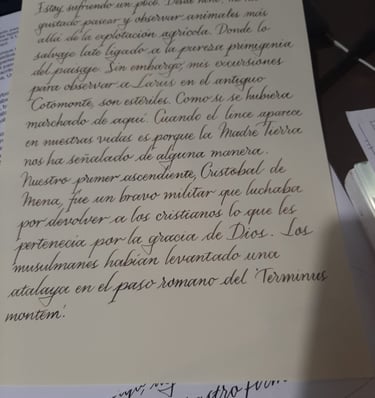 Estoy sufriendo un poco. Desde
gustado pasear y observar animales más
allá de la explotación agrícola. Donde lo
salvaje late ligado a la pureza primigenia
del paisaje. Sin embargo, mis excursiones
para observar a Larus en el antiguo
Cotomonte, son estériles. Como si se hubiera
marchado de aquí. Cuando el lince aparece
en nuestras vidas es porque la Madre Tierra
nos ha señalado de alguna manera.
Nuestro primer ascendiente, Cristobal de
Mena, fue un bravo militar que luchaba
por devolver a los cristianos lo que les
pertenecía por la gracia de Dios. Los
musulmanes habían levantado una
atalaya en el paso romano del 'Terminus
montem'.